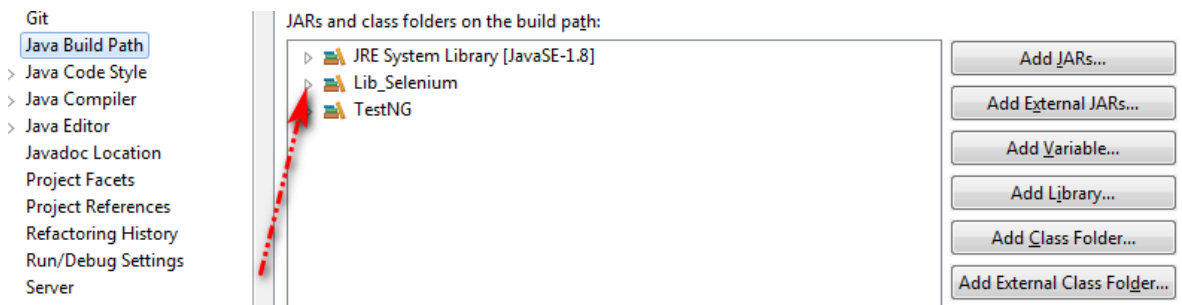 Git
Java Build Path
Java Code Style
Java Compiler
Java Editor
Javadoc Location
Project Facets
Project References
Refactoring History
Run/Debug Settings
Server
JARs and class folders on the build path:
JRE System Library [JavaSE-1.8]
Lib_Selenium
TestNG
Add JARs...
Add External JARs...
Add Variable...
Add Library...
Add Class Folder...
Add External Class Folder...